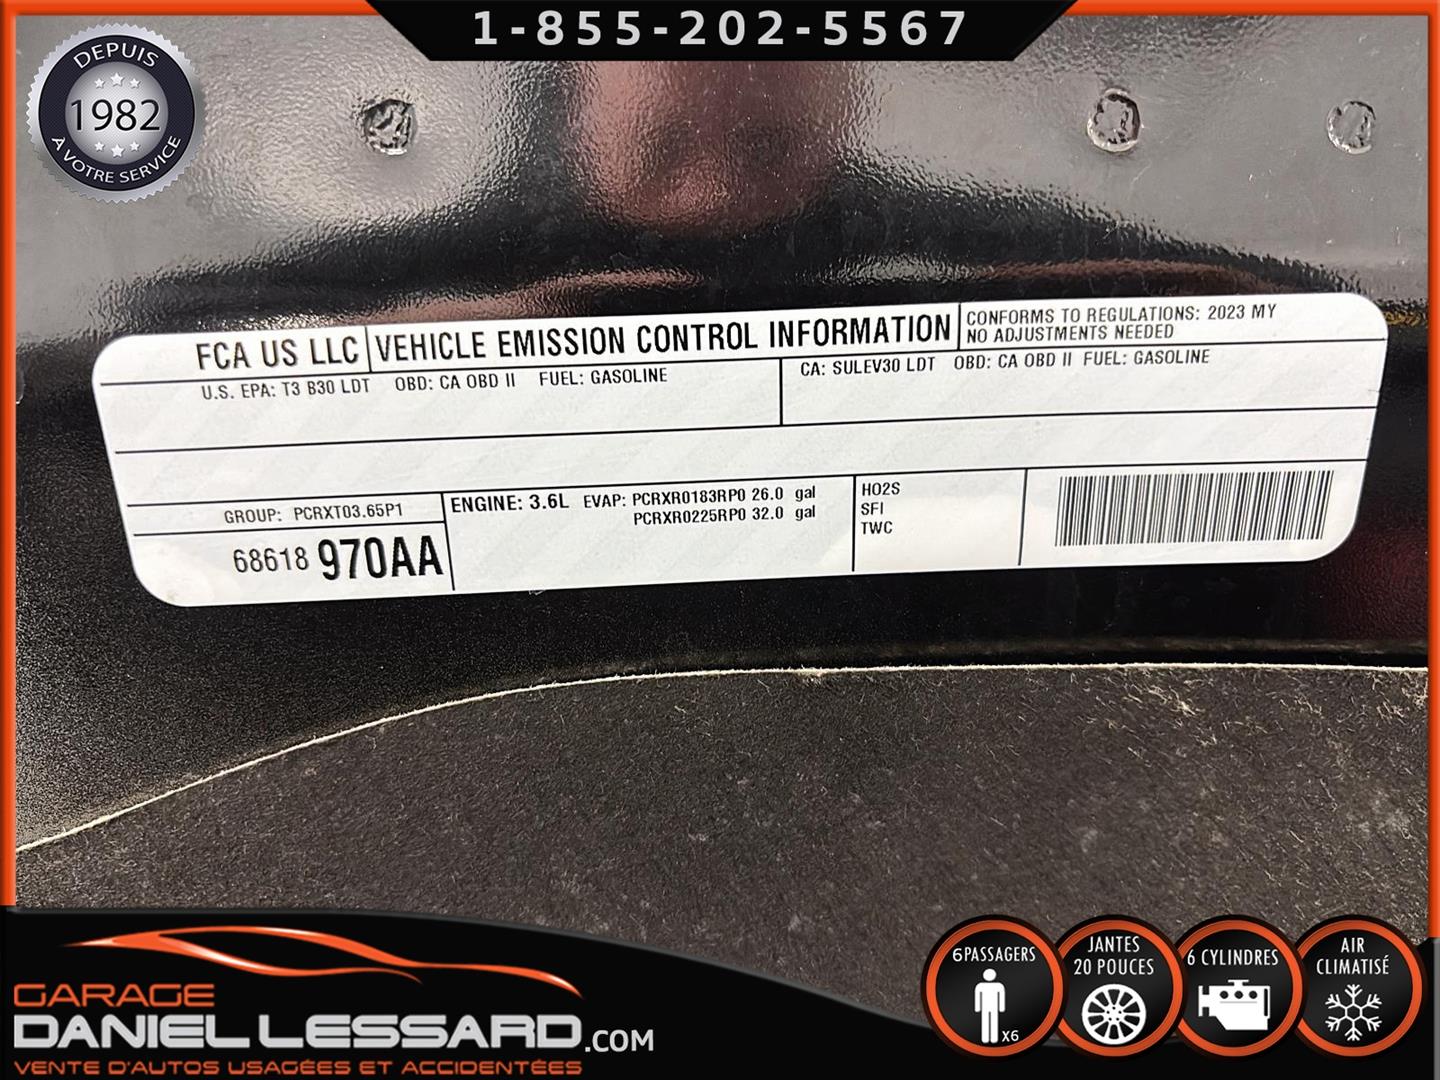 1-855-202-5567
DEPUIS
1982
À VOTRE SERVICE
FCA US LLC
VEHICLE EMISSION CONTROL INFORMATION
CONFORMS TO REGULATIONS: 2023 MY
NO ADJUSTMENTS NEEDED
U.S. EPA: T3 B30 LDT OBD: CA OBD II FUEL: GASOLINE
CA: SULEV30 LDT OBD: CA OBD II FUEL: GASOLINE
GROUP: PCRXT03.65P1
68618 970AA
ENGINE: 3.6L EVAP: PCRXR0183RP0 26.0 gal
PCRXR0225RP0 32.0 gal
HO2S
SFI
TWC
GARAGE
DANIEL LESSARD.COM
VENTE D'AUTOS USAGÉES ET ACCIDENTÉES
6 PASSAGERS
X6
JANTES
20 POUCES
6 CYLINDRES
AIR
CLIMATISÉ